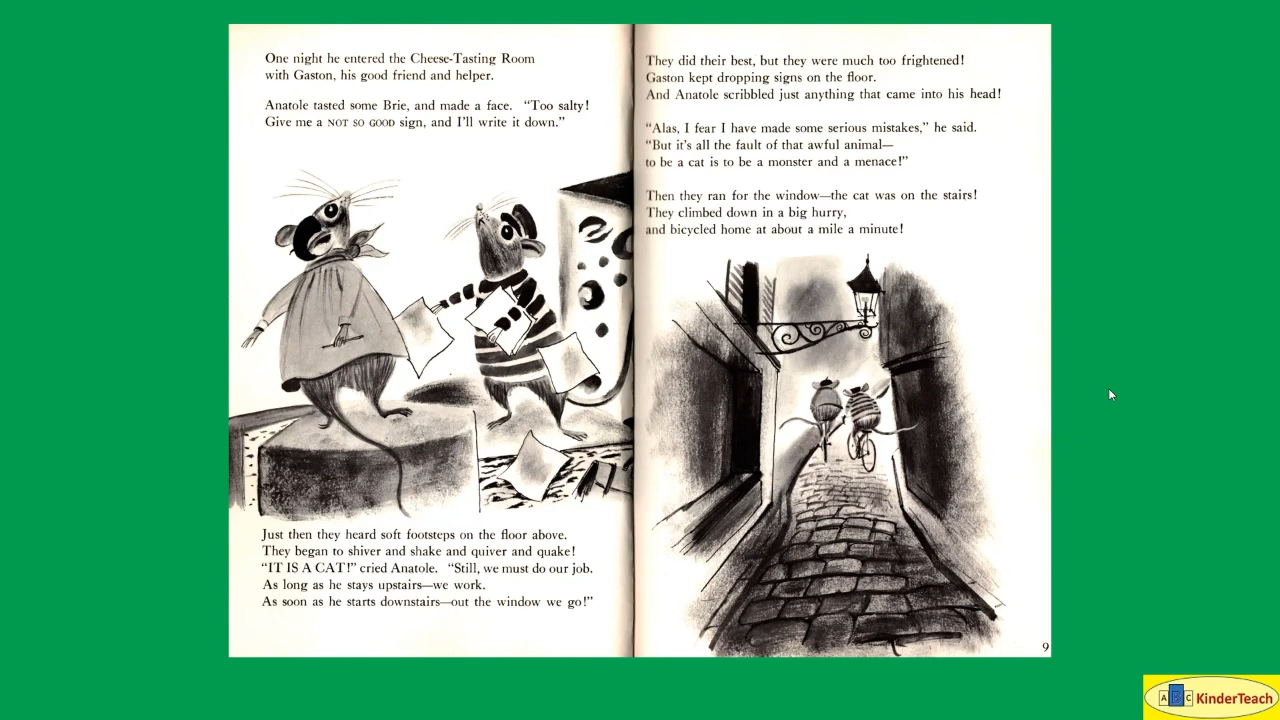 One night he entered the Cheese-Tasting Room
with Gaston, his good friend and helper.
Anatole tasted some Brie, and made a face. “Too salty!
Give me a NOT SO GOOD sign, and I’ll write it down.”
Just then they heard soft footsteps on the floor above.
They began to shiver and shake and quiver and quake!
“IT IS A CAT!” cried Anatole. “Still, we must do our job.
As long as he stays upstairs—we work.
As soon as he starts downstairs—out the window we go!”
They did their best, but they were much too frightened!
Gaston kept dropping signs on the floor.
And Anatole scribbled just anything that came into his head!
“Alas, I fear I have made some serious mistakes,” he said.
“But it’s all the fault of that awful animal—
to be a cat is to be a monster and a menace!”
Then they ran for the window—the cat was on the stairs!
They climbed down in a big hurry,
and bicycled home at about a mile a minute!
9
ABC KinderTeach